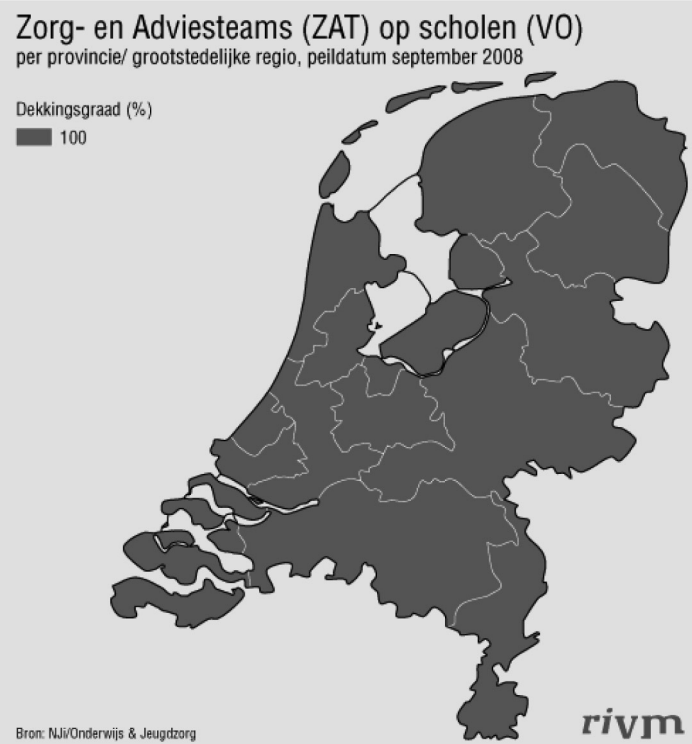 Zorg- en Adviesteams (ZAT) op scholen (VO)
per provincie/ grootstedelijke regio, peildatum september 2008
Dekkingsgraad (%)
100
Bron: NJi/Onderwijs & Jeugdzorg
rivm